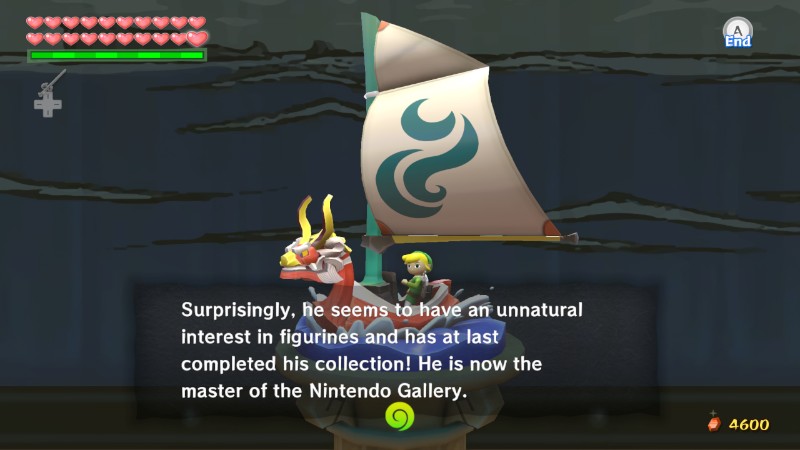 A
End
Surprisingly, he seems to have an unnatural
interest in figurines and has at last
completed his collection! He is now the
master of the Nintendo Gallery.
4600